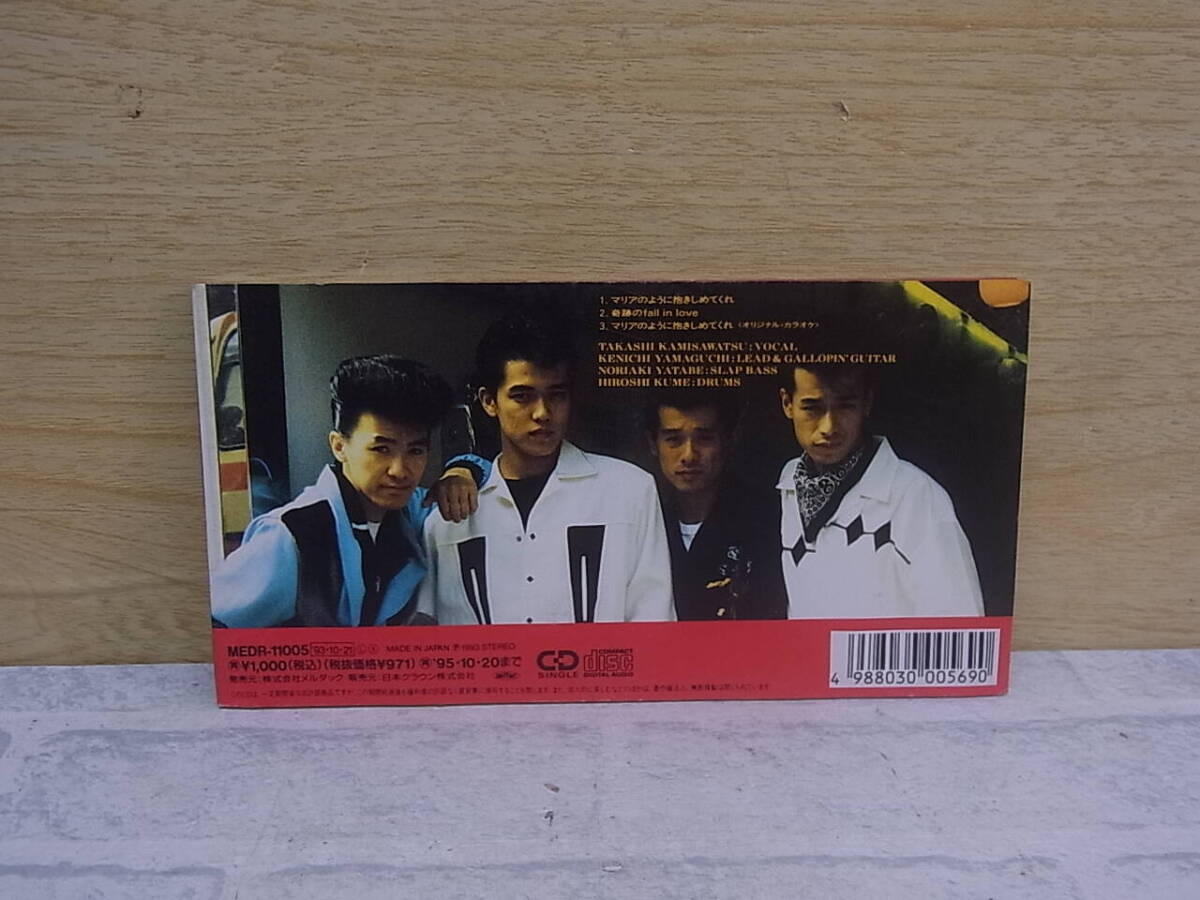 1. マリアのように抱きしめてくれ
2. 奇跡のfall in love
3. マリアのように抱きしめてくれ〈オリジナル・カラオケ〉
TAKASHI KAMISAWATSU : VOCAL
KENICHI YAMAGUCHI : LEAD & GALLOPIN' GUITAR
NORIAKI YATABE : SLAP BASS
HIROSHI KUME : DRUMS
MEDR-11005 93・10・21 MADE IN JAPAN ℗1993 STEREO
¥1,000(税込)(税抜価格¥971) '95・10・20まで
発売元:株式会社メルダック 販売元:日本クラウン株式会社
CD SINGLE
COMPACT disc DIGITAL AUDIO
4 988030 005690